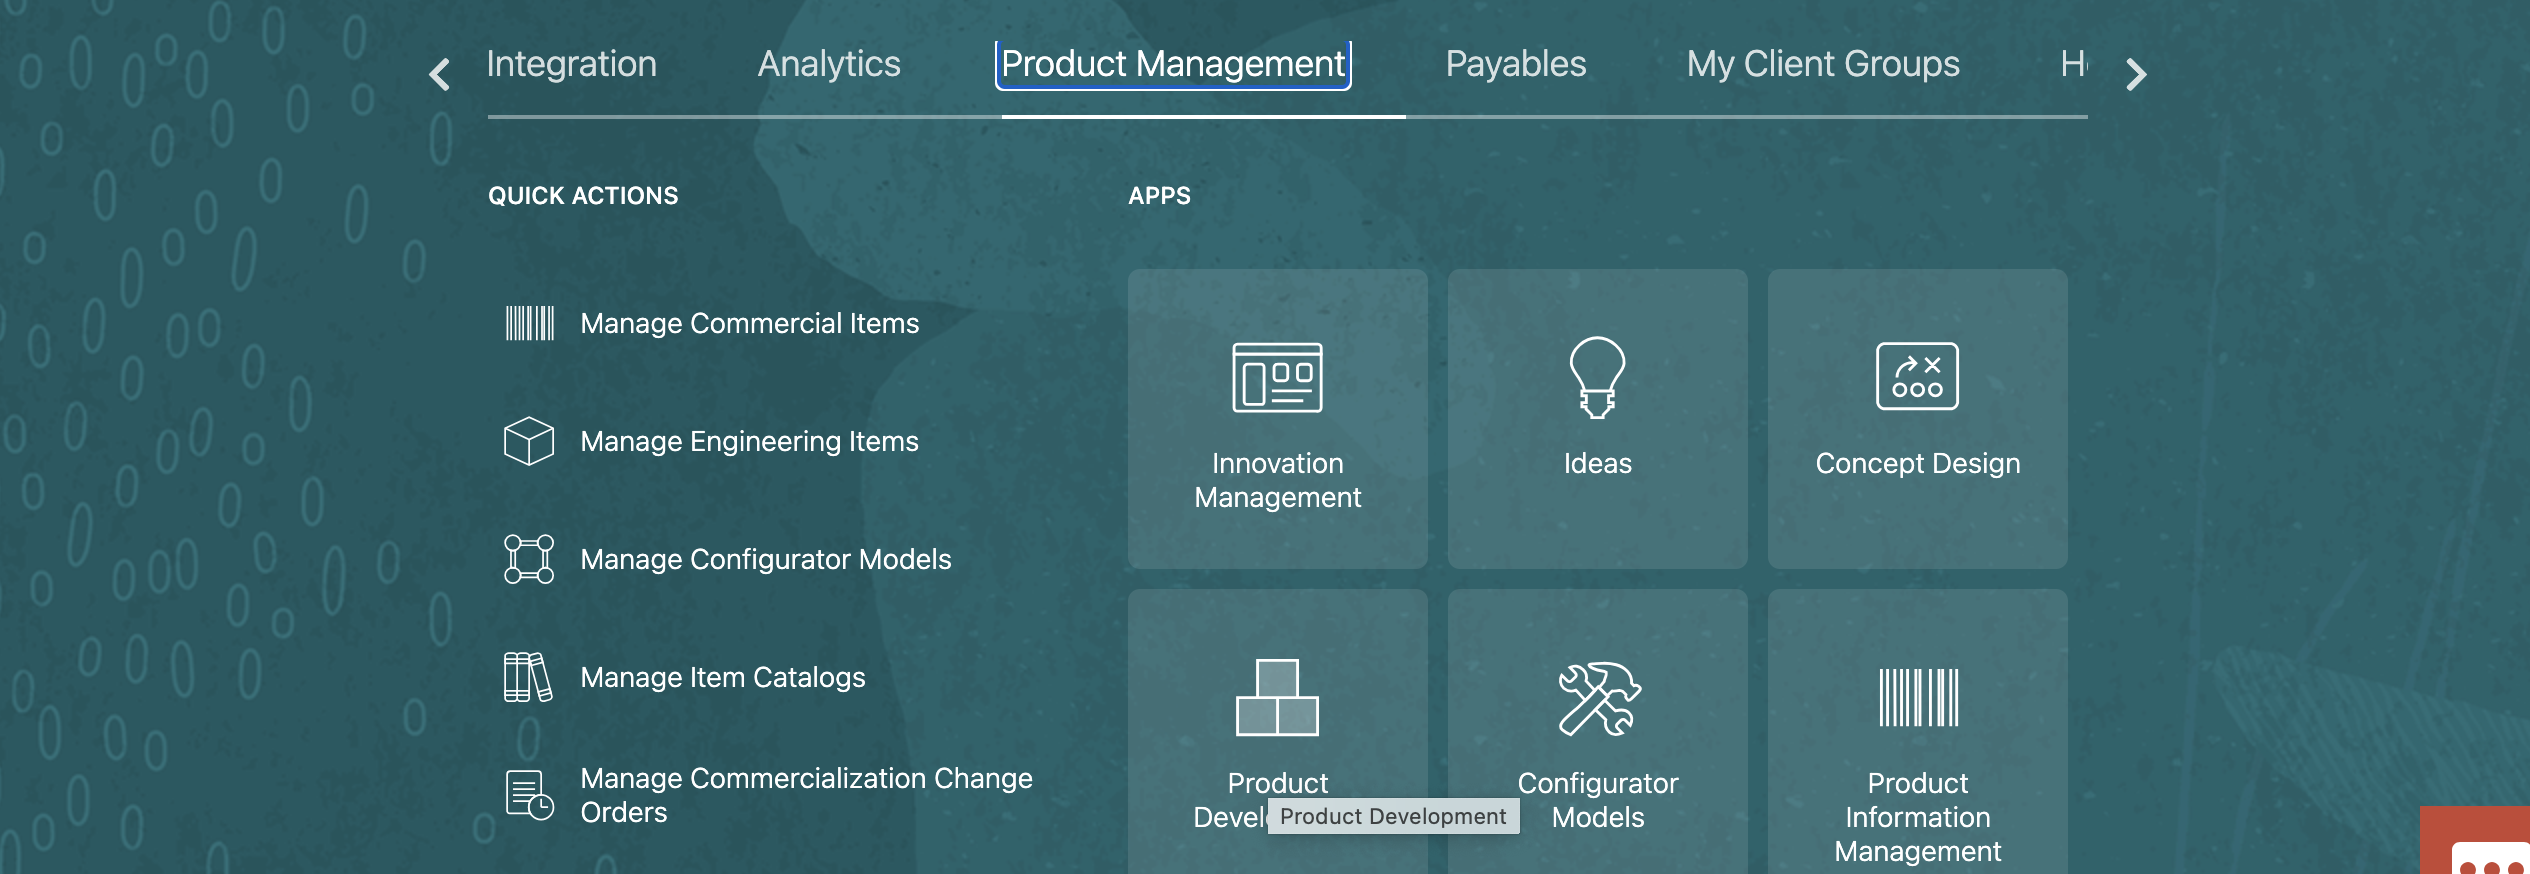 Integration
Analytics
Product Management
Payables
My Client Groups
QUICK ACTIONS
Manage Commercial Items
Manage Engineering Items
Manage Configurator Models
Manage Item Catalogs
Manage Commercialization Change
Orders
APPS
Innovation
Management
Ideas
Concept Design
Product
Product Development
Configurator
Models
Product
Information
Management